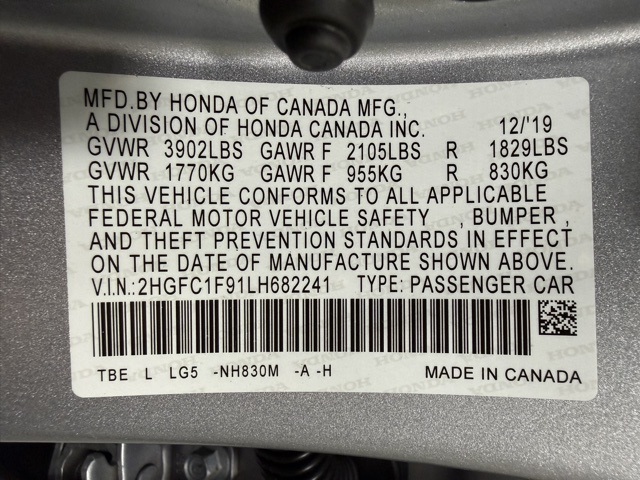 MFD.BY HONDA OF CANADA MFG.,
A DIVISION OF HONDA CANADA INC. 12/'19
GVWR 3902LBS GAWR F 2105LBS R 1829LBS
GVWR 1770KG GAWR F 955KG R 830KG
THIS VEHICLE CONFORMS TO ALL APPLICABLE
FEDERAL MOTOR VEHICLE SAFETY , BUMPER ,
AND THEFT PREVENTION STANDARDS IN EFFECT
ON THE DATE OF MANUFACTURE SHOWN ABOVE.
V.I.N.:2HGFC1F91LH682241 TYPE: PASSENGER CAR
TBE L LG5 -NH830M -A -H MADE IN CANADA